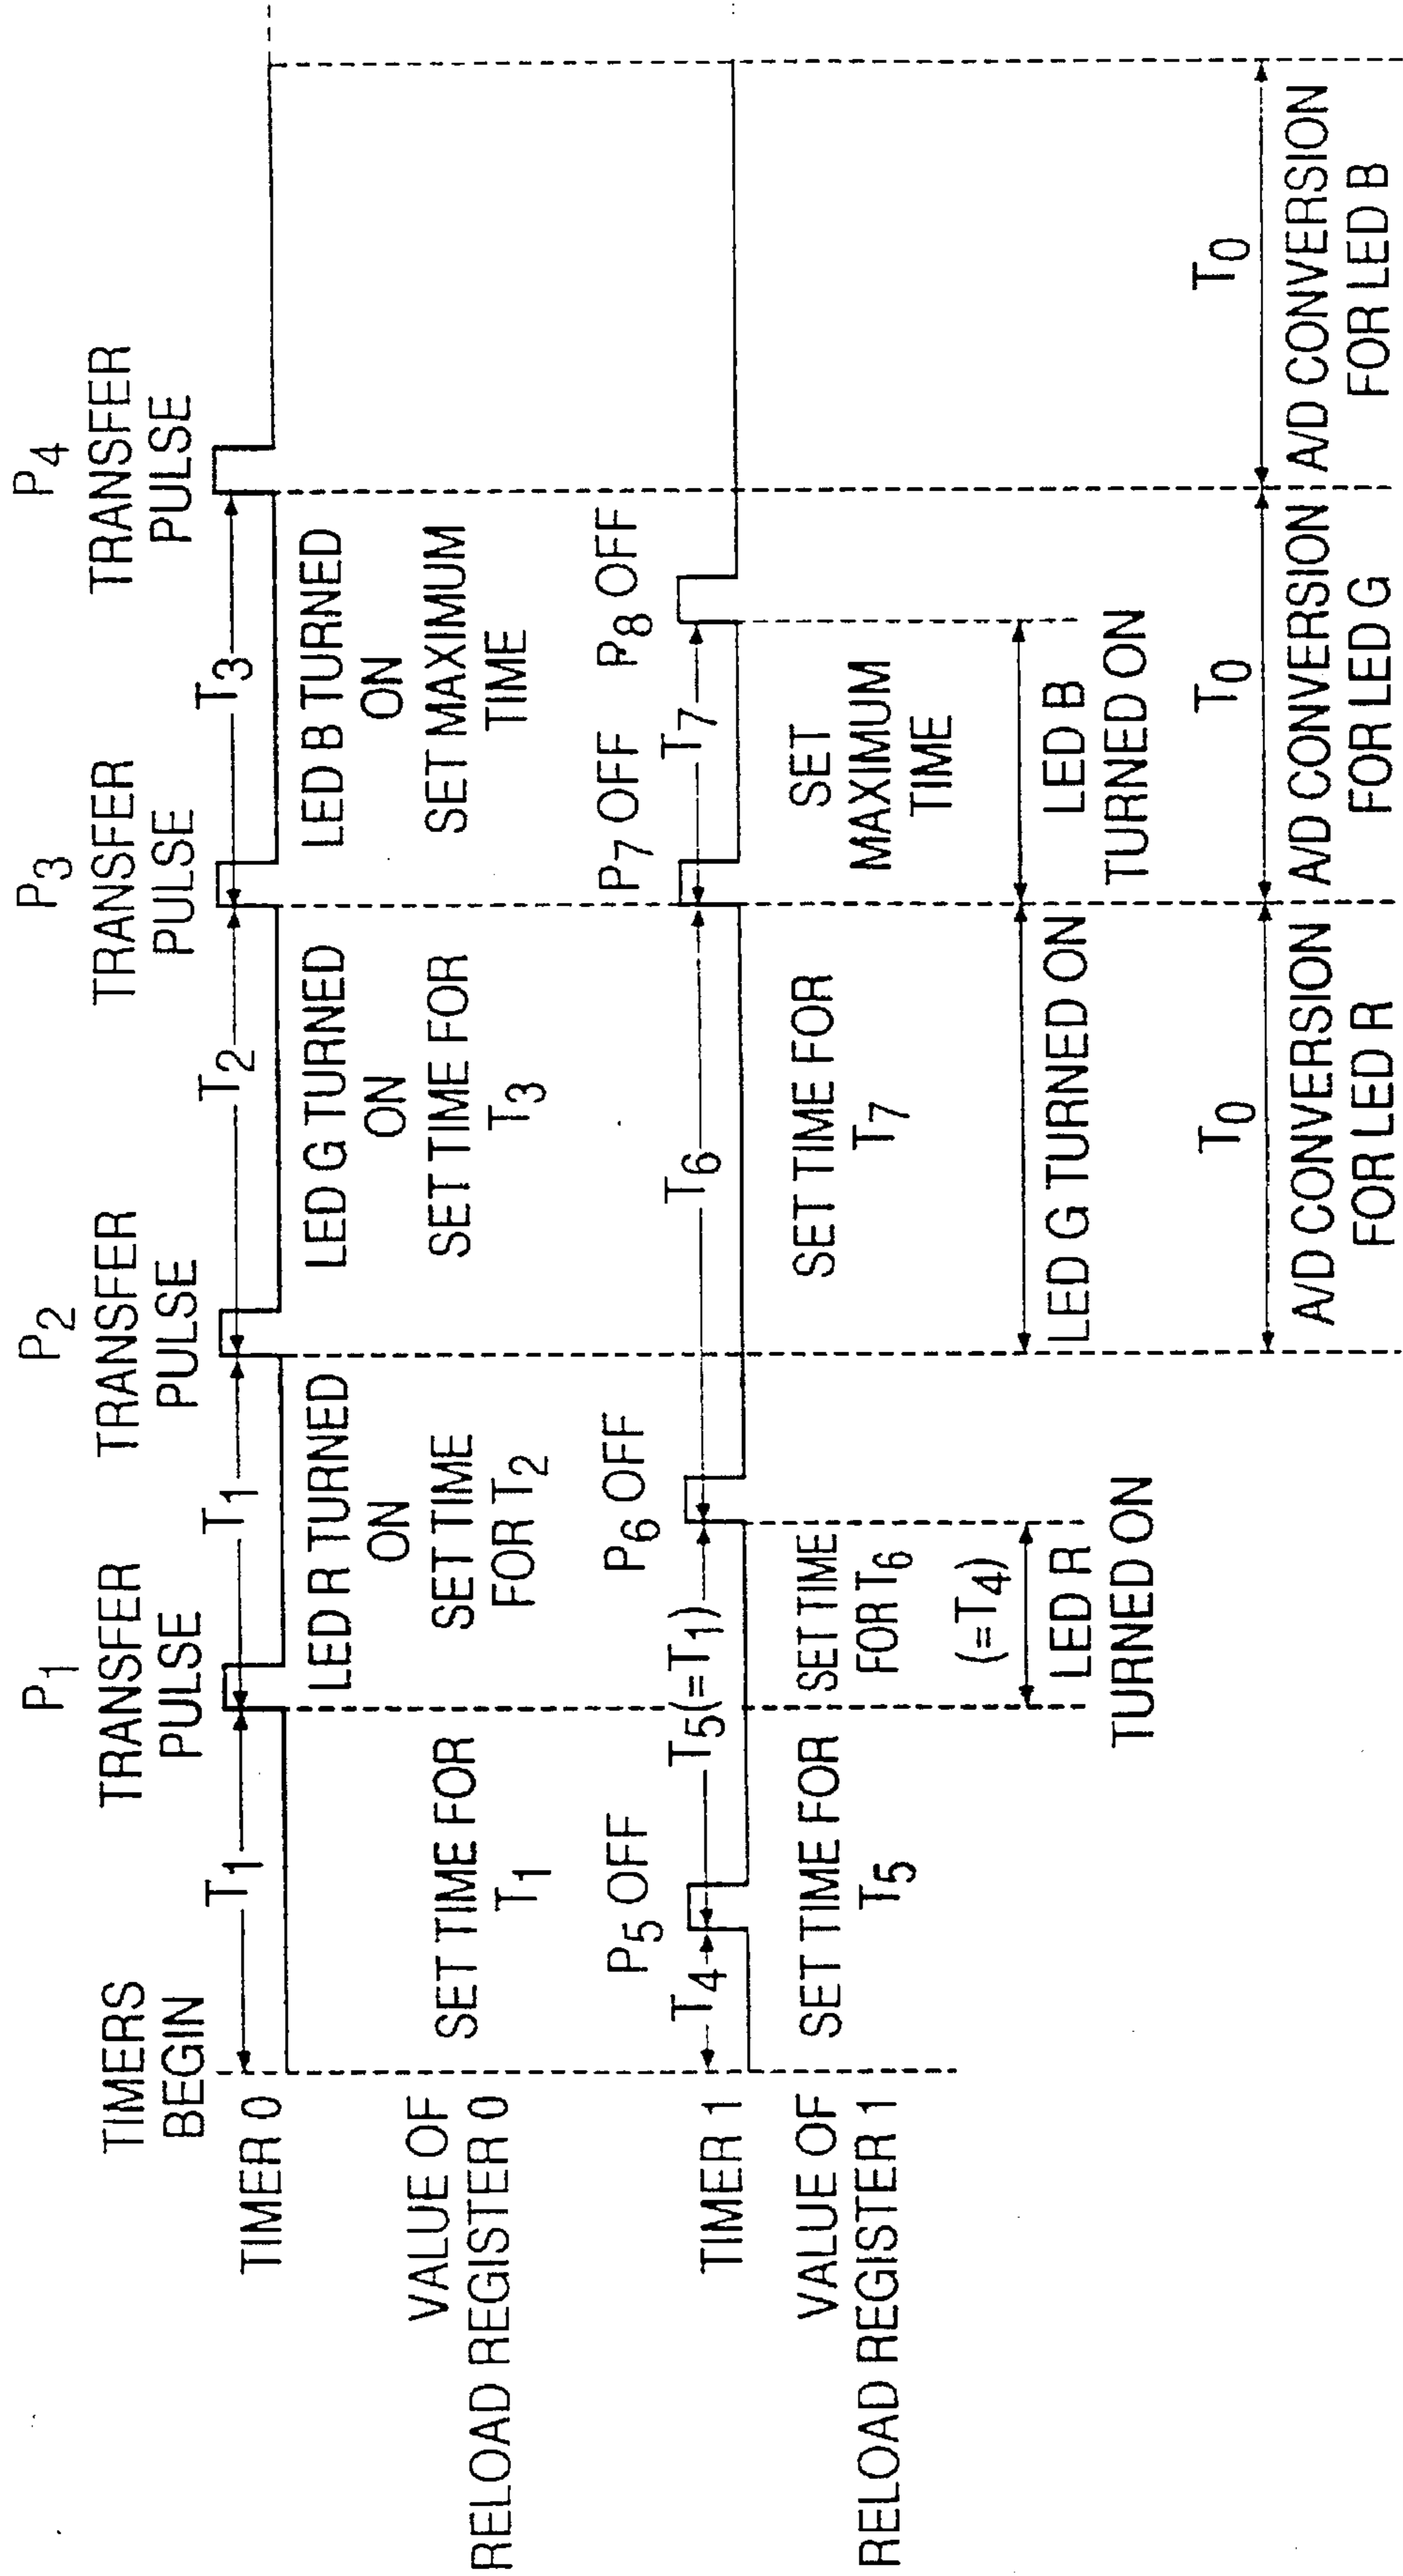 TIMERS
BEGIN
P1
TRANSFER
PULSE
P2
TRANSFER
PULSE
P3
TRANSFER
PULSE
P4
TRANSFER
PULSE
TIMER 0
T1
T1
T2
T3
VALUE OF
RELOAD REGISTER 0
SET TIME FOR
T1
LED R TURNED
ON
SET TIME
FOR T2
LED G TURNED
ON
SET TIME FOR
T3
LED B TURNED
ON
SET MAXIMUM
TIME
P5 OFF
P6 OFF
P7 OFF
P8 OFF
TIMER 1
T4
T5(=T1)
T6
T7
VALUE OF
RELOAD REGISTER 1
SET TIME FOR
T5
SET TIME
FOR T6
SET TIME FOR
T7
SET
MAXIMUM
TIME
(=T4)
LED R
TURNED ON
LED G TURNED ON
LED B
TURNED ON
T0
T0
T0
A/D CONVERSION
FOR LED R
A/D CONVERSION
FOR LED G
A/D CONVERSION
FOR LED B